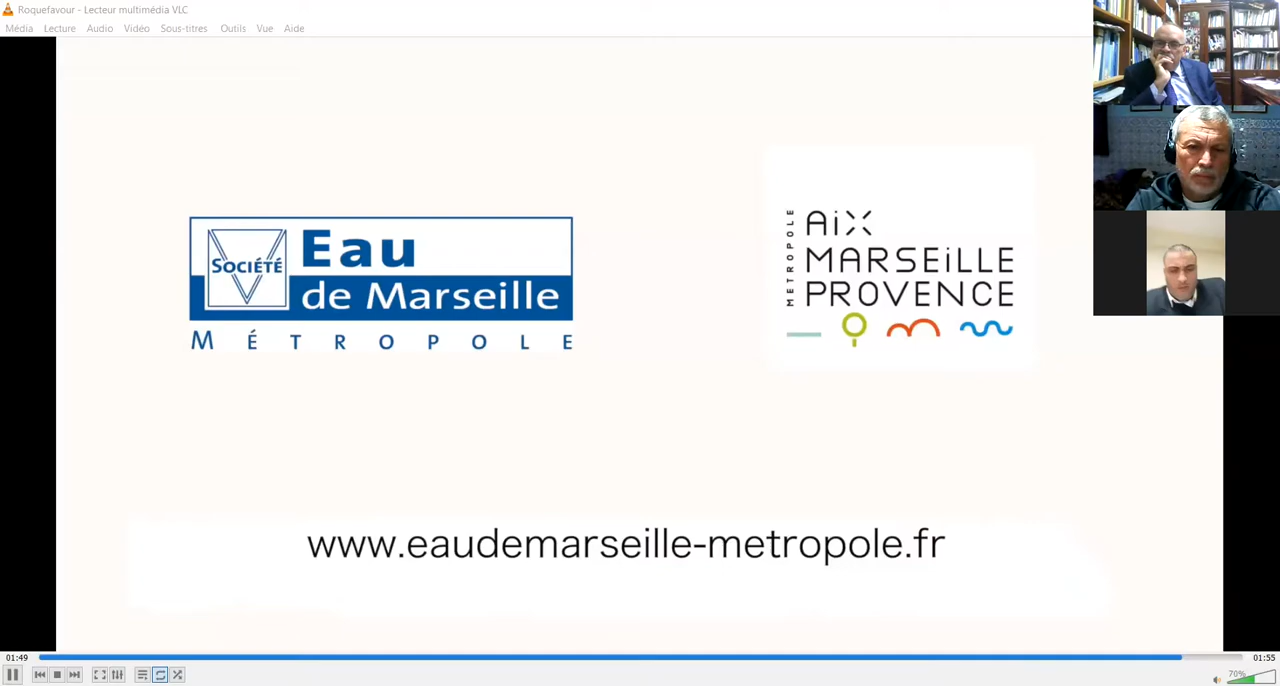 Roquefavour - Lecteur multimédia VLC
Média Lecture Audio Vidéo Sous-titres Outils Vue Aide
SOCIÉTÉ
Eau
de Marseille
MÉTROPOLE
METROPOLE
AiX
MARSEiLLE
PROVENCE
www.eaudemarseille-metropole.fr
01:49
01:55
70%